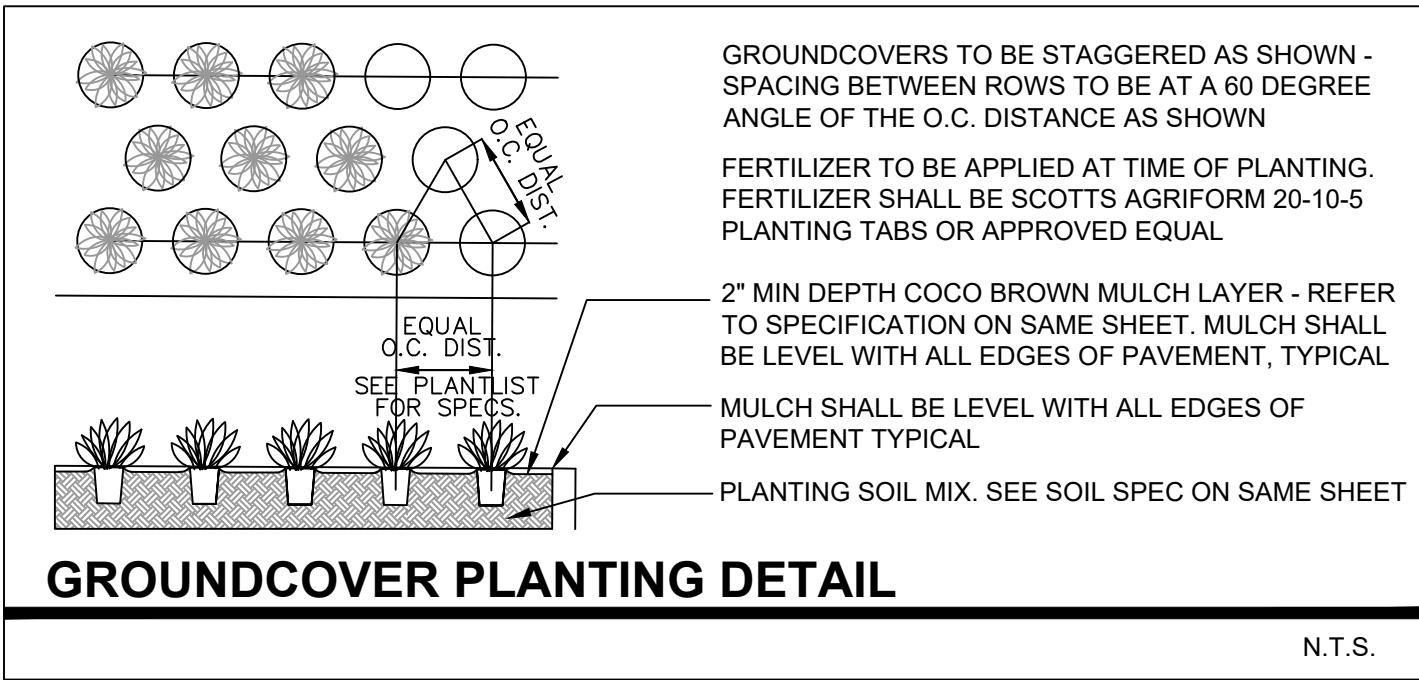 GROUNDCOVERS TO BE STAGGERED AS SHOWN -
SPACING BETWEEN ROWS TO BE AT A 60 DEGREE
ANGLE OF THE O.C. DISTANCE AS SHOWN
FERTILIZER TO BE APPLIED AT TIME OF PLANTING.
FERTILIZER SHALL BE SCOTTS AGRIFORM 20-10-5
PLANTING TABS OR APPROVED EQUAL
2" MIN DEPTH COCO BROWN MULCH LAYER - REFER
TO SPECIFICATION ON SAME SHEET. MULCH SHALL
BE LEVEL WITH ALL EDGES OF PAVEMENT, TYPICAL
MULCH SHALL BE LEVEL WITH ALL EDGES OF
PAVEMENT TYPICAL
PLANTING SOIL MIX. SEE SOIL SPEC ON SAME SHEET
EQUAL
O.C. DIST.
EQUAL
O.C. DIST.
SEE PLANTLIST
FOR SPECS.
GROUNDCOVER PLANTING DETAIL
N.T.S.